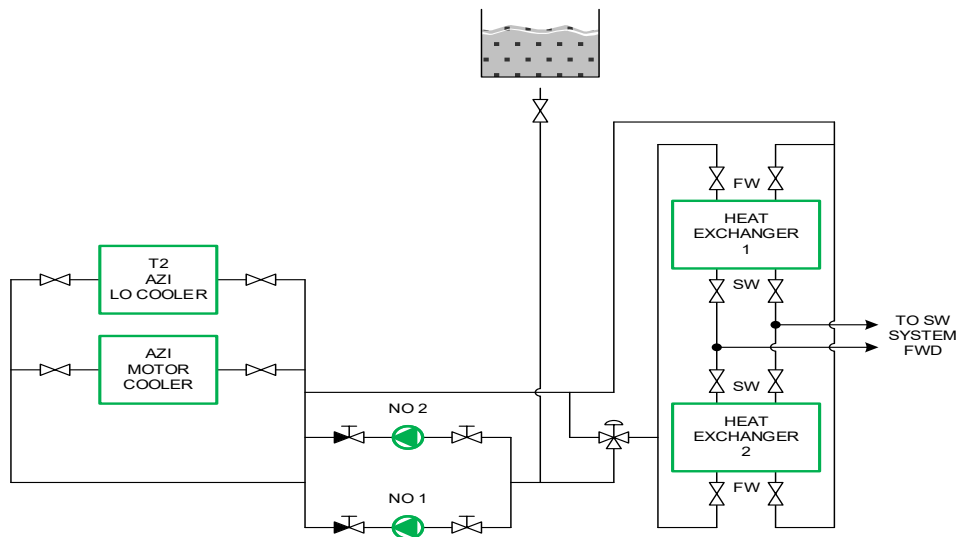 FW
HEAT
EXCHANGER
1
SW
T2
AZI
LO COOLER
TO SW
SYSTEM
FWD
AZI
MOTOR
COOLER
SW
NO 2
HEAT
EXCHANGER
2
FW
NO 1